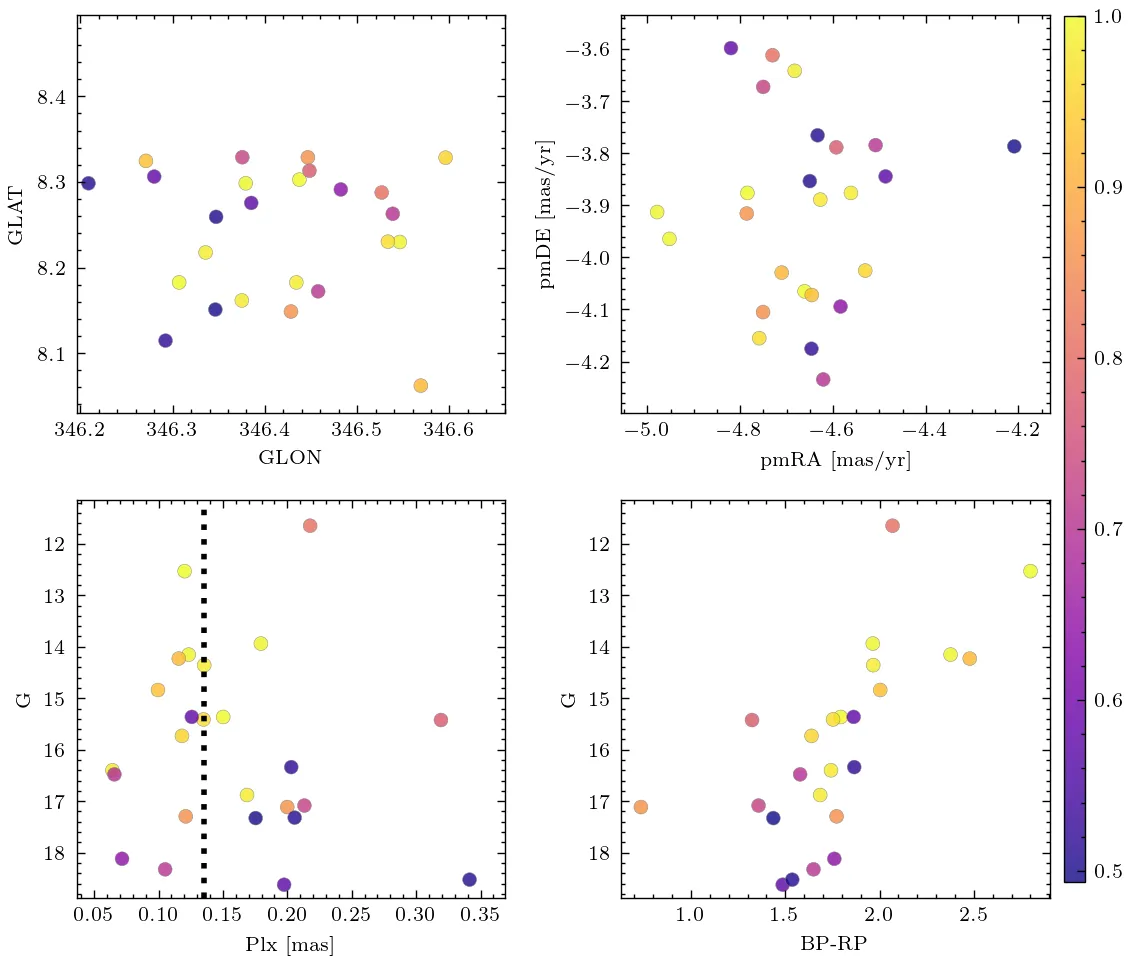 8.4
8.3
8.2
8.1
GLAT
346.2 346.3 346.4 346.5 346.6
GLON
−3.6
−3.7
−3.8
−3.9
−4.0
−4.1
−4.2
pmDE [mas/yr]
−5.0 −4.8 −4.6 −4.4 −4.2
pmRA [mas/yr]
12
13
14
15
16
17
18
G
0.05 0.10 0.15 0.20 0.25 0.30 0.35
Plx [mas]
12
13
14
15
16
17
18
G
1.0 1.5 2.0 2.5
BP-RP
1.0
0.9
0.8
0.7
0.6
0.5